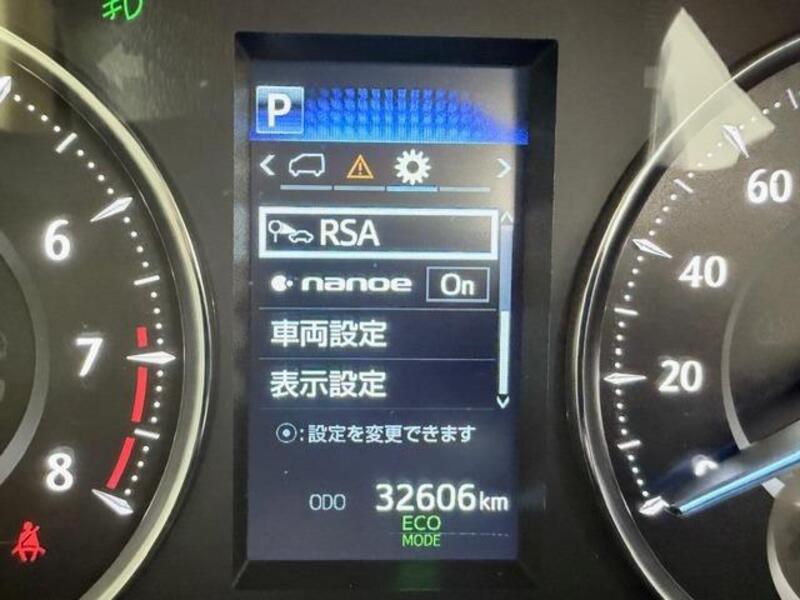 P
RSA
nanoe On
車両設定
表示設定
⦿:設定を変更できます
ODO 32606km
ECO
MODE
6
7
8
60
40
20
0